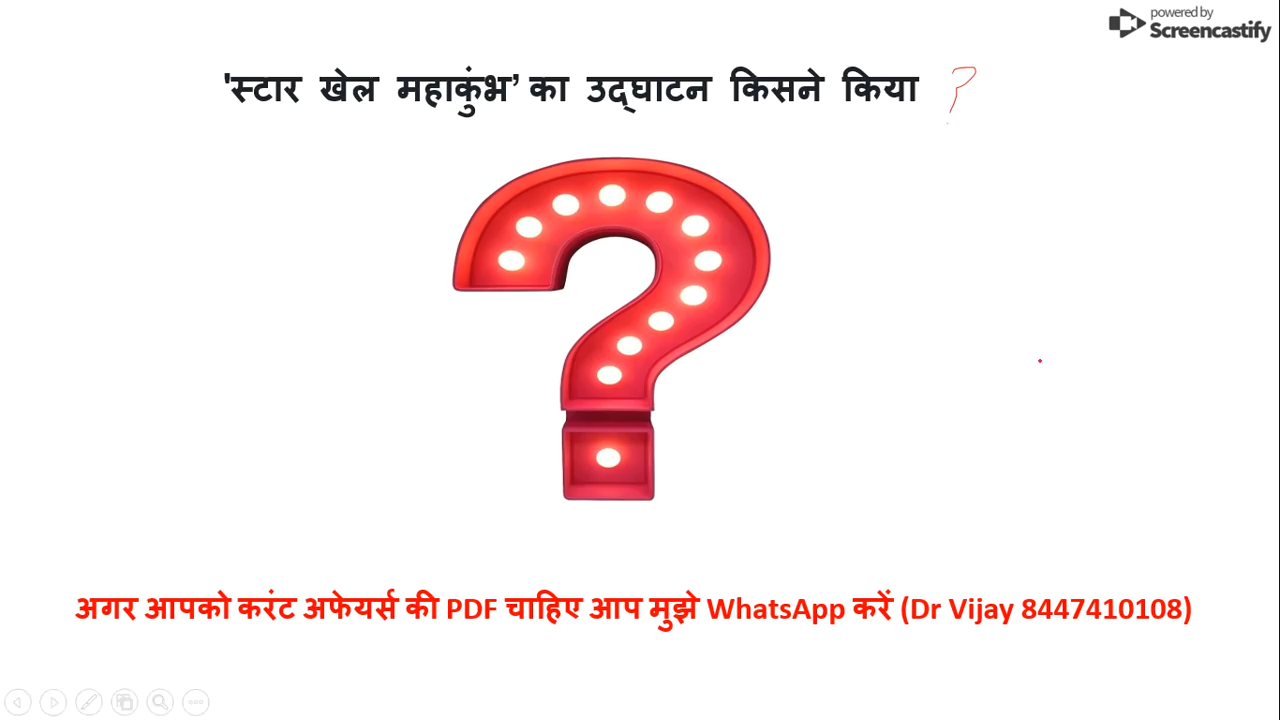 powered by
Screencastify
'स्टार खेल महाकुंभ’ का उद्घाटन किसने किया ?
अगर आपको करंट अफेयर्स की PDF चाहिए आप मुझे WhatsApp करें (Dr Vijay 8447410108)